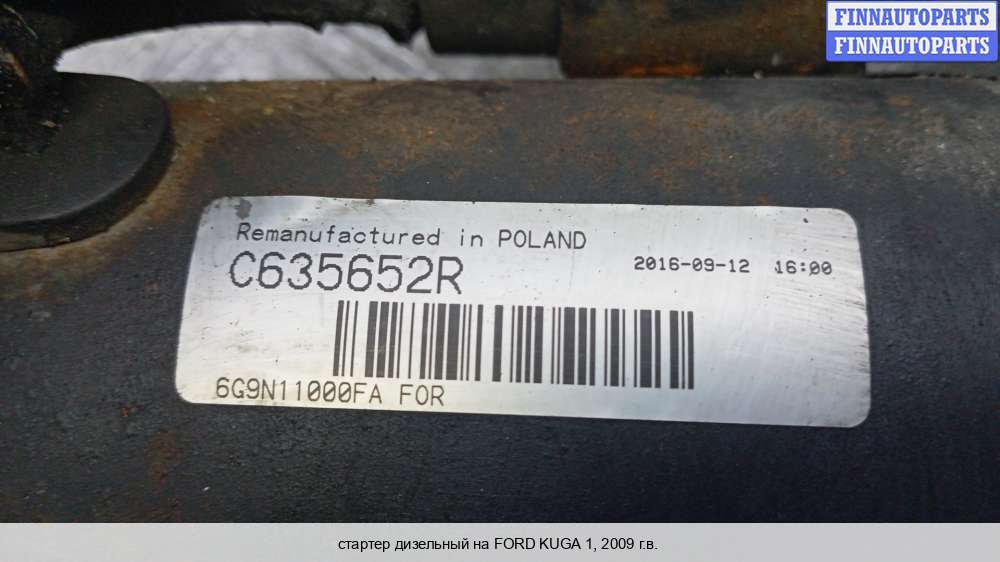 FINNAUTOPARTS
FINNAUTOPARTS
Remanufactured in POLAND
C635652R
2016-09-12 16:00
6G9N11000FA FOR
стартер дизельный на FORD KUGA 1, 2009 г.в.